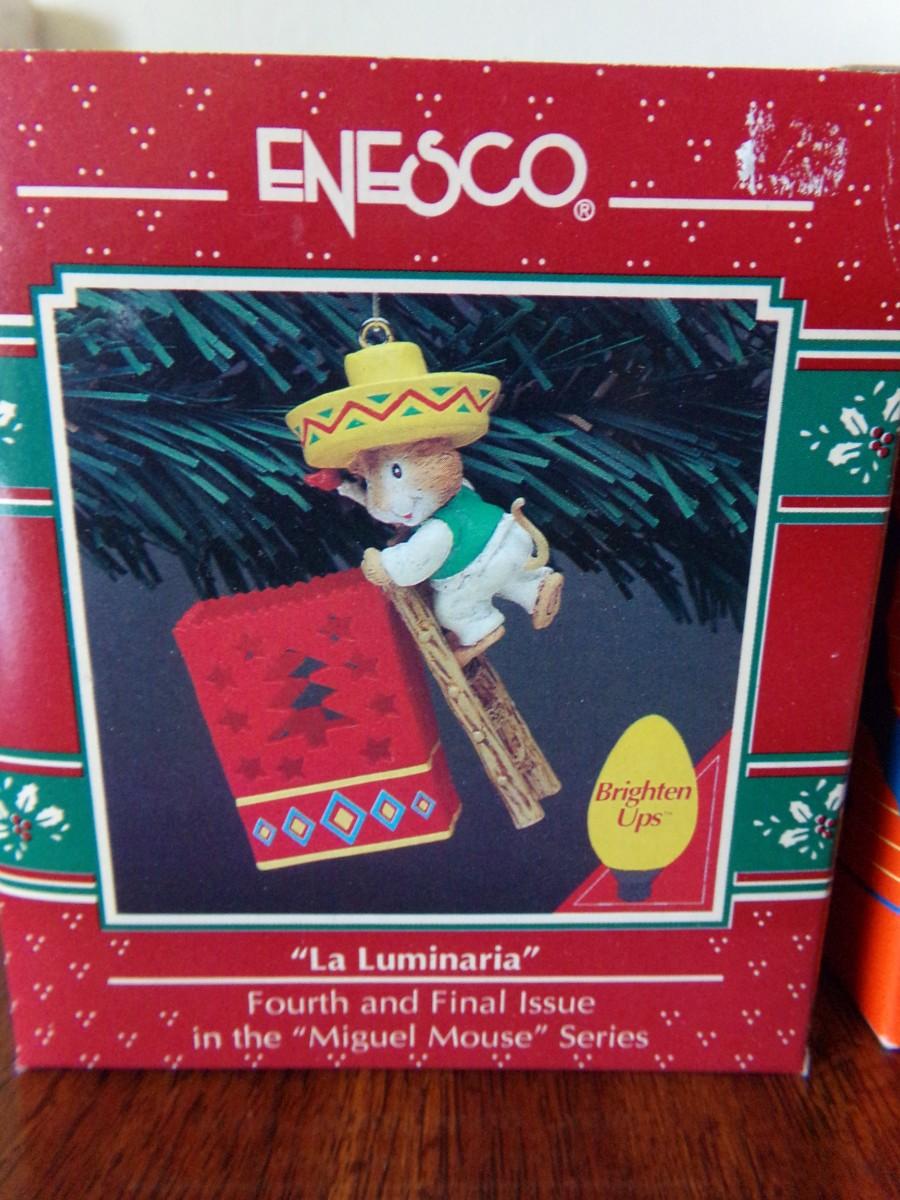 ENESCO®
Brighten
Ups™
"La Luminaria"
Fourth and Final Issue
in the "Miguel Mouse" Series